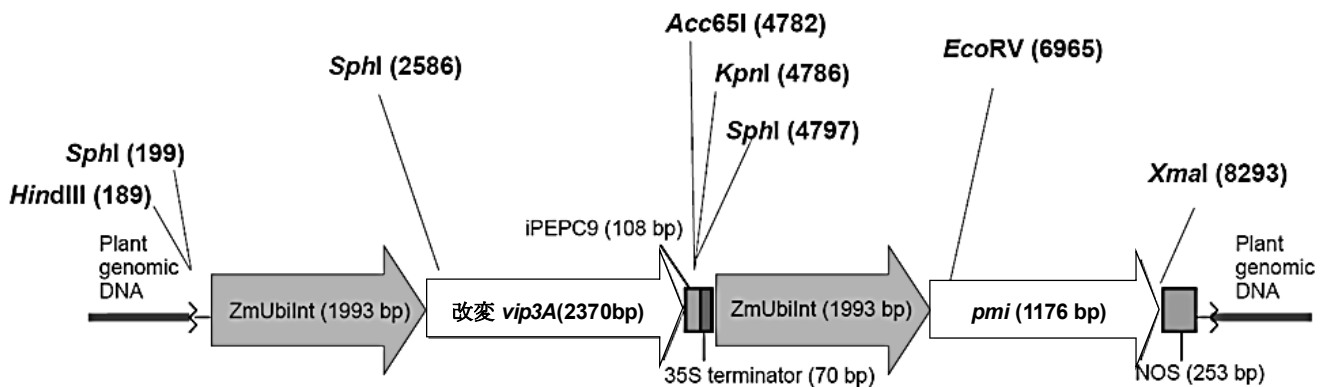 Acc65I (4782)
EcoRV (6965)
SphI (2586)
KpnI (4786)
SphI (4797)
SphI (199)
HindIII (189)
XmaI (8293)
iPEPC9 (108 bp)
Plant
genomic
DNA
Plant
genomic
DNA
ZmUbiInt (1993 bp)
改変 vip3A(2370bp)
ZmUbiInt (1993 bp)
pmi (1176 bp)
35S terminator (70 bp)
NOS (253 bp)